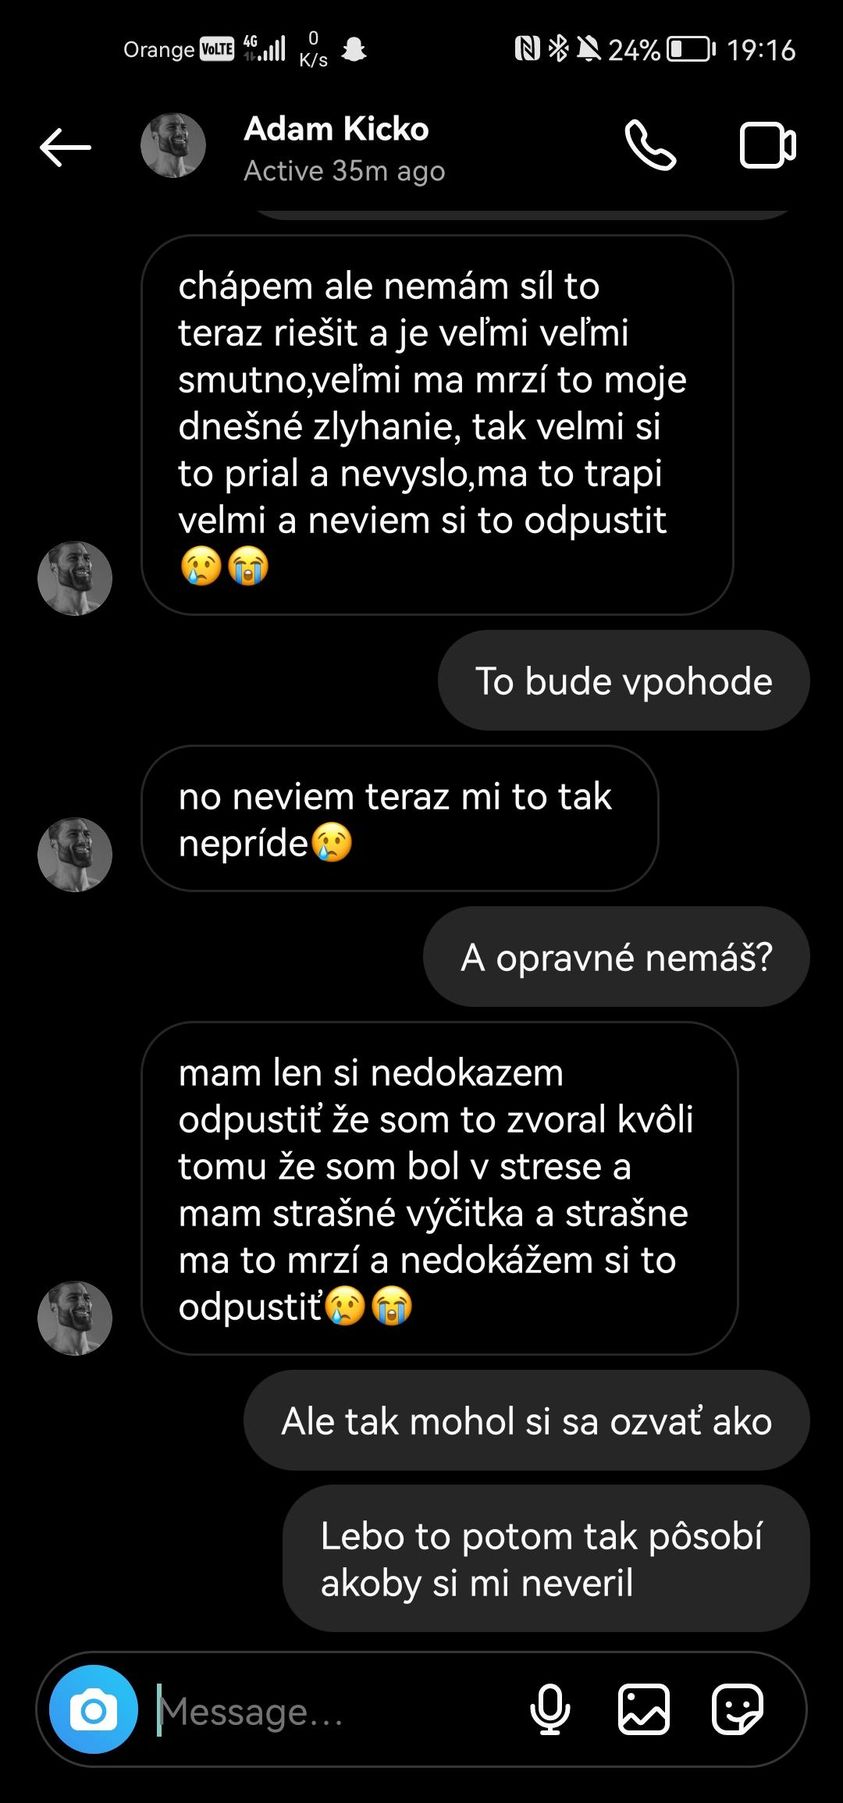 Orange VoLTE 4G 0 K/s 24% 19:16
Adam Kicko
Active 35m ago
chápem ale nemám síl to
teraz riešit a je veľmi veľmi
smutno,veľmi ma mrzí to moje
dnešné zlyhanie, tak velmi si
to prial a nevyslo,ma to trapi
velmi a neviem si to odpustit
😢😭
To bude vpohode
no neviem teraz mi to tak
nepríde😢
A opravné nemáš?
mam len si nedokazem
odpustiť že som to zvoral kvôli
tomu že som bol v strese a
mam strašné výčitka a strašne
ma to mrzí a nedokážem si to
odpustiť😢😭
Ale tak mohol si sa ozvať ako
Lebo to potom tak pôsobí
akoby si mi neveril
Message...